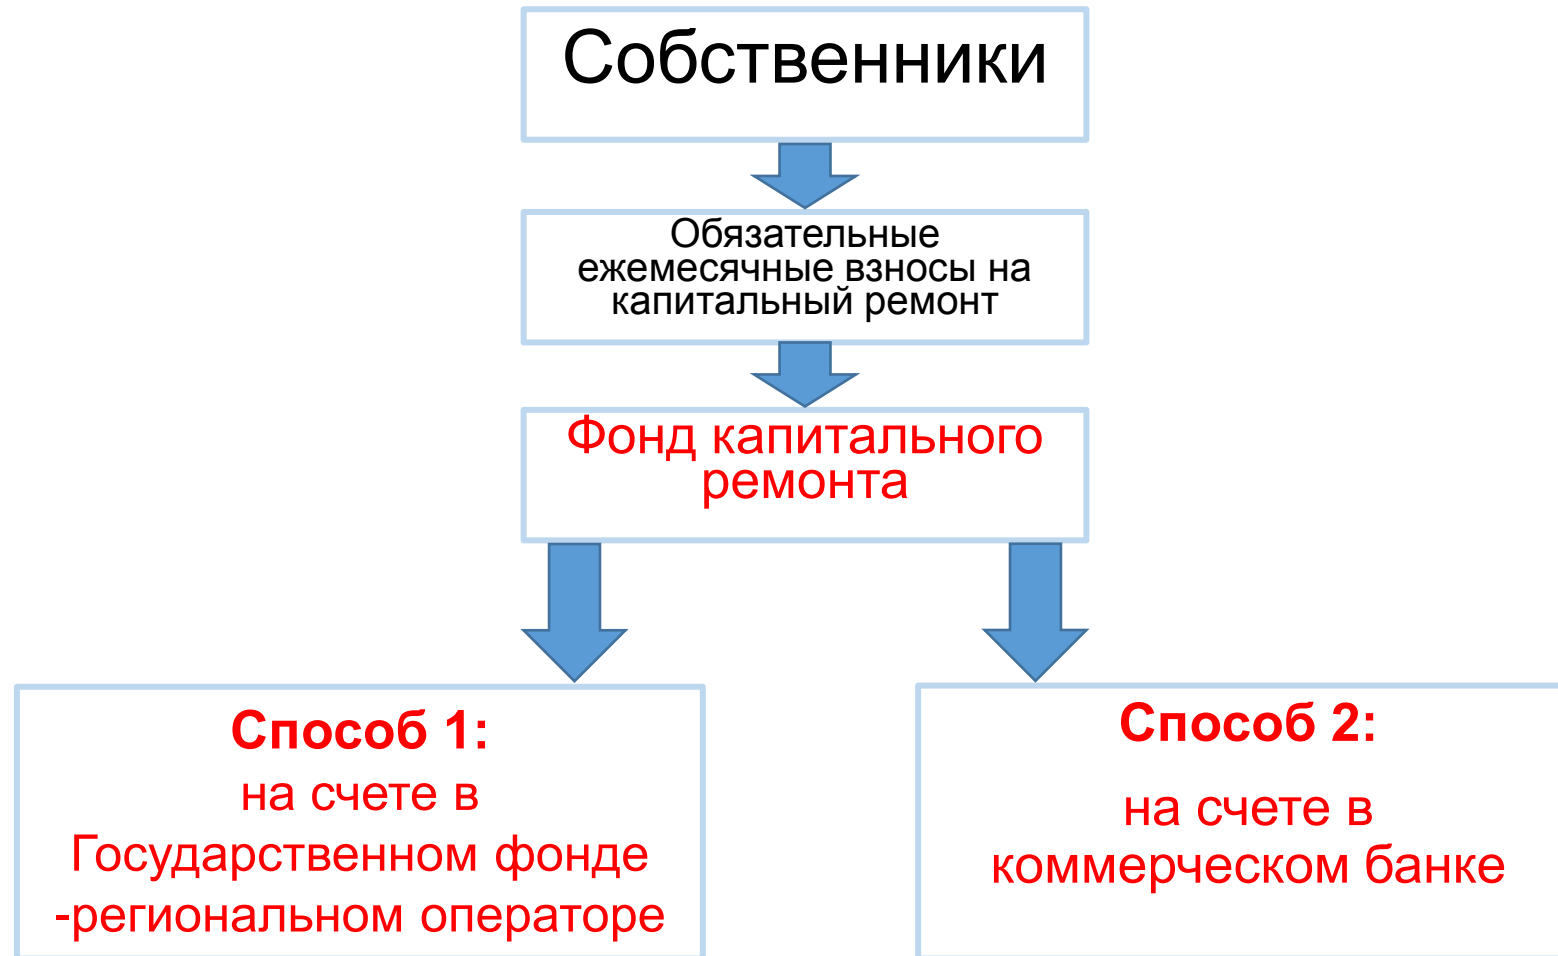 Собственники
Обязательные
ежемесячные взносы на
капитальный ремонт
Фонд капитального
ремонта
Способ 1:
на счете в
Государственном фонде
-региональном операторе
Способ 2:
на счете в
коммерческом банке